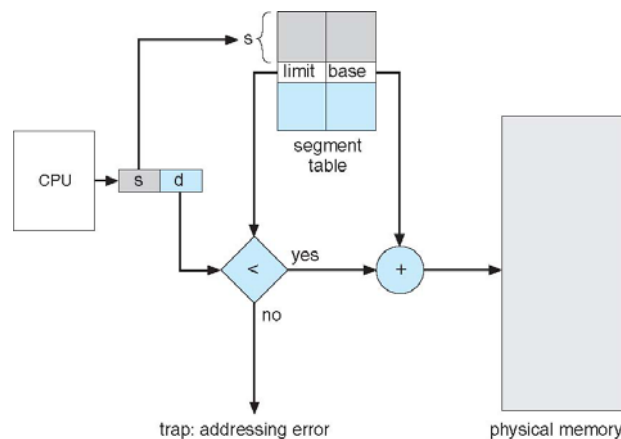 s
limit base
segment
table
CPU
s d
<
yes
+
no
trap: addressing error
physical memory